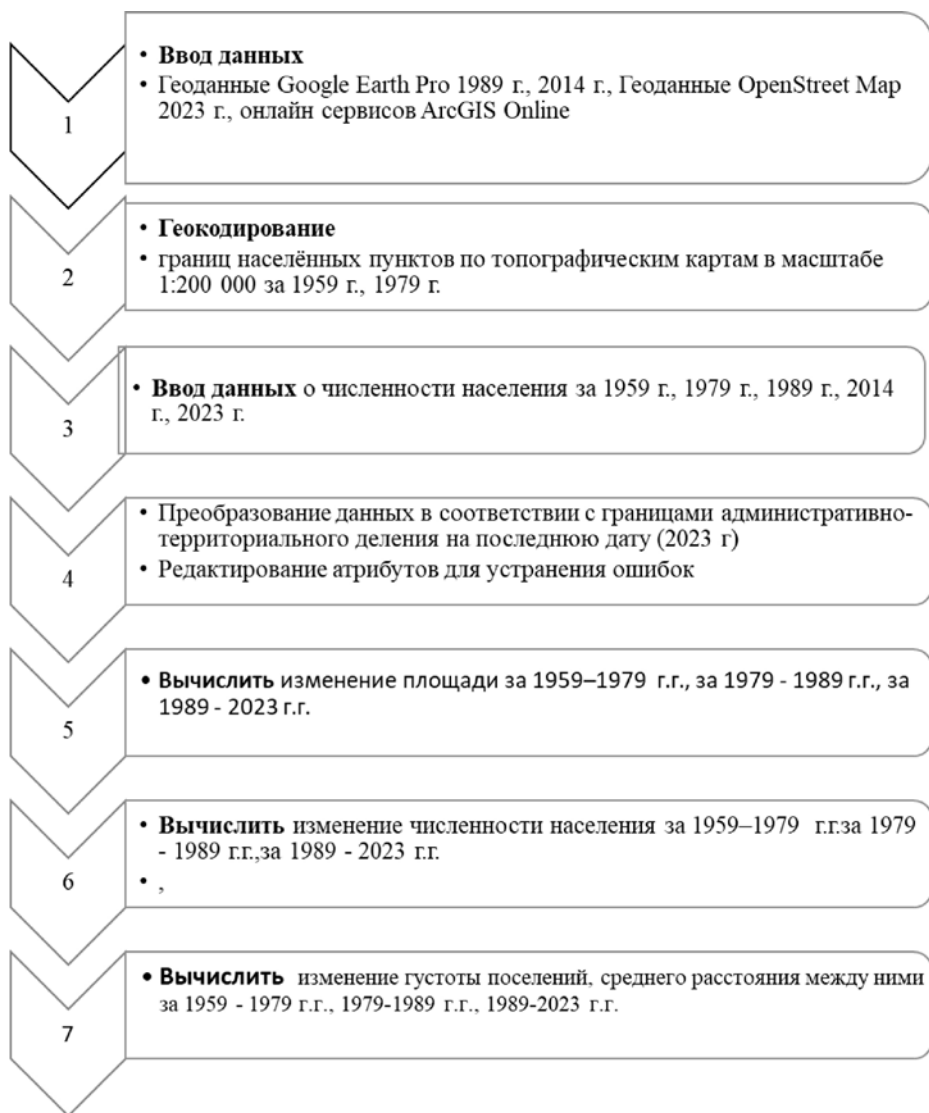 • Ввод данных
• Геоданные Google Earth Pro 1989 г., 2014 г., Геоданные OpenStreet Map
2023 г., онлайн сервисов ArcGIS Online
1
• Геокодирование
• границ населённых пунктов по топографическим картам в масштабе
1:200 000 за 1959 г., 1979 г.
2
• Ввод данных о численности населения за 1959 г., 1979 г., 1989 г., 2014
г., 2023 г.
3
• Преобразование данных в соответствии с границами административно-
территориального деления на последнюю дату (2023 г)
• Редактирование атрибутов для устранения ошибок
4
• Вычислить изменение площади за 1959–1979 г.г., за 1979 - 1989 г.г., за
1989 - 2023 г.г.
5
• Вычислить изменение численности населения за 1959–1979 г.г.за 1979
- 1989 г.г.,за 1989 - 2023 г.г.
• ,
6
• Вычислить изменение густоты поселений, среднего расстояния между ними
за 1959 - 1979 г.г., 1979-1989 г.г., 1989-2023 г.г.
7